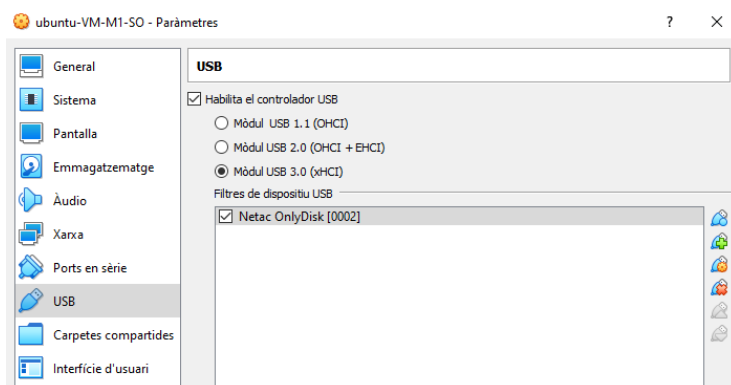 ubuntu-VM-M1-SO - Paràmetres
?
General
Sistema
Pantalla
Emmagatzematge
Àudio
Xarxa
Ports en sèrie
USB
Carpetes compartides
Interfície d'usuari
USB
Habilita el controlador USB
Mòdul USB 1.1 (OHCI)
Mòdul USB 2.0 (OHCI + EHCI)
Mòdul USB 3.0 (xHCI)
Filtres de dispositiu USB
Netac OnlyDisk [0002]